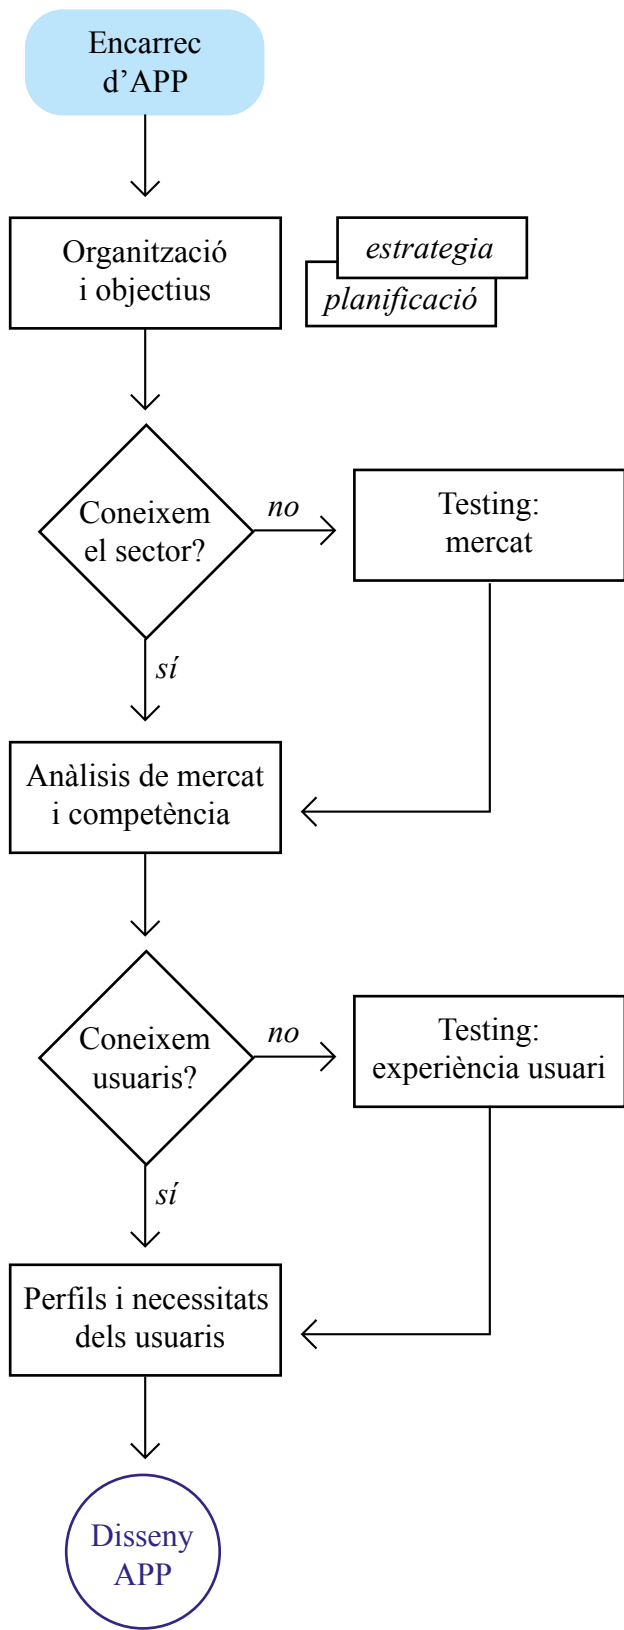 Encarrec
d’APP
Organització
i objectius
estrategia
planificació
Coneixem
el sector?
no
Testing:
mercat
sí
Anàlisis de mercat
i competència
Coneixem
usuaris?
no
Testing:
experiència usuari
sí
Perfils i necessitats
dels usuaris
Disseny
APP